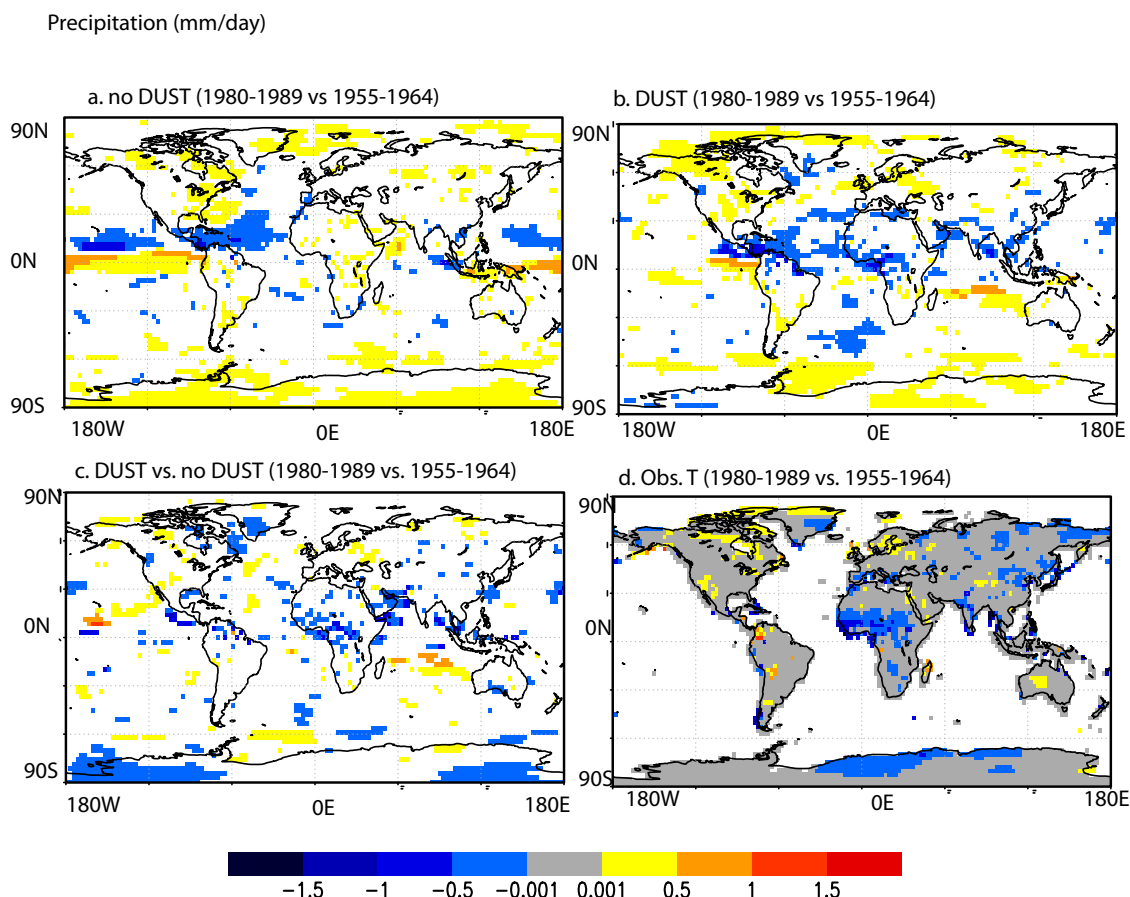 Precipitation (mm/day)
a. no DUST (1980-1989 vs 1955-1964)
b. DUST (1980-1989 vs 1955-1964)
90N
0N
90S
180W
0E
180E
90N
0N
90S
180W
0E
180E
c. DUST vs. no DUST (1980-1989 vs. 1955-1964)
d. Obs. T (1980-1989 vs. 1955-1964)
90N
0N
90S
180W
0E
180E
90N
0N
90S
180W
0E
180E
−1.5 −1 −0.5 −0.001 0.001 0.5 1 1.5